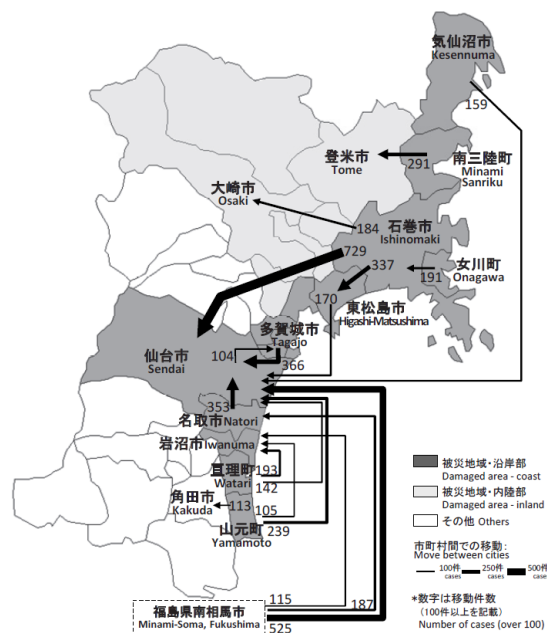 気仙沼市
Kesennuma
159
登米市
Tome
291
南三陸町
Minami
Sanriku
大崎市
Osaki
184
石巻市
Ishinomaki
729
337
女川町
Onagawa
191
170
東松島市
Higashi-Matsushima
多賀城市
Tagajo
仙台市
Sendai
104
366
353
名取市 Natori
岩沼市 Iwanuma
亘理町
Watari
193
142
角田市
Kakuda
113
105
山元町
Yamamoto
239
被災地域・沿岸部
Damaged area - coast
被災地域・内陸部
Damaged area - inland
その他 Others
市町村間での移動：
Move between cities
100件
cases
250件
cases
500件
cases
*数字は移動件数
（100件以上を記載）
Number of cases (over 100)
福島県南相馬市
Minami-Soma, Fukushima
115
187
525